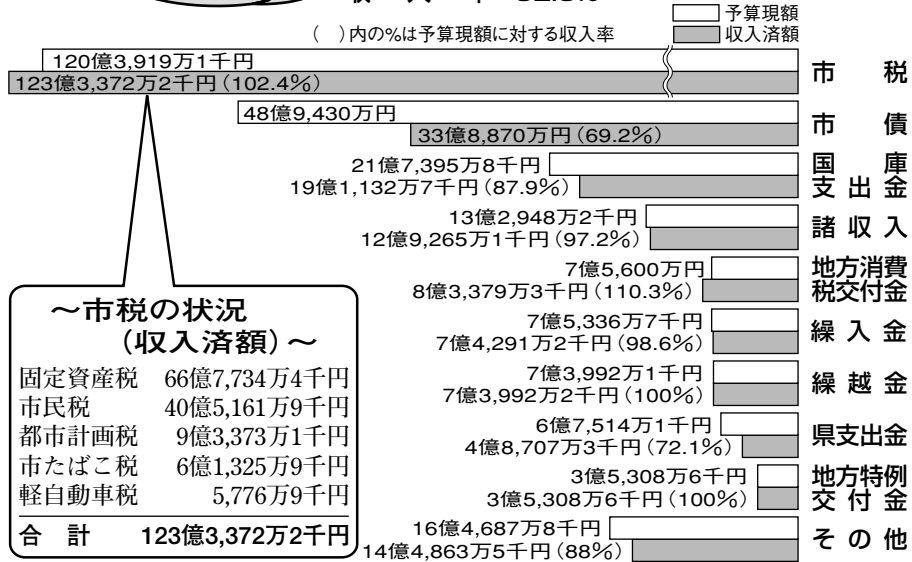 (　)内の%は予算現額に対する収入率
予算現額
収入済額
120億3,919万1千円
123億3,372万2千円(102.4%)
市税
48億9,430万円
33億8,870万円(69.2%)
市債
21億7,395万8千円
19億1,132万7千円(87.9%)
国庫
支出金
13億2,948万2千円
12億9,265万1千円(97.2%)
諸収入
7億5,600万円
8億3,379万3千円(110.3%)
地方消費
税交付金
7億5,336万7千円
7億4,291万2千円(98.6%)
繰入金
7億3,992万1千円
7億3,992万2千円(100%)
繰越金
6億7,514万1千円
4億8,707万3千円(72.1%)
県支出金
3億5,308万6千円
3億5,308万6千円(100%)
地方特例
交付金
16億4,687万8千円
14億4,863万5千円(88%)
その他
～市税の状況
(収入済額)～
固定資産税 66億7,734万4千円
市民税 40億5,161万9千円
都市計画税 9億3,373万1千円
市たばこ税 6億1,325万9千円
軽自動車税 5,776万9千円
合計 123億3,372万2千円